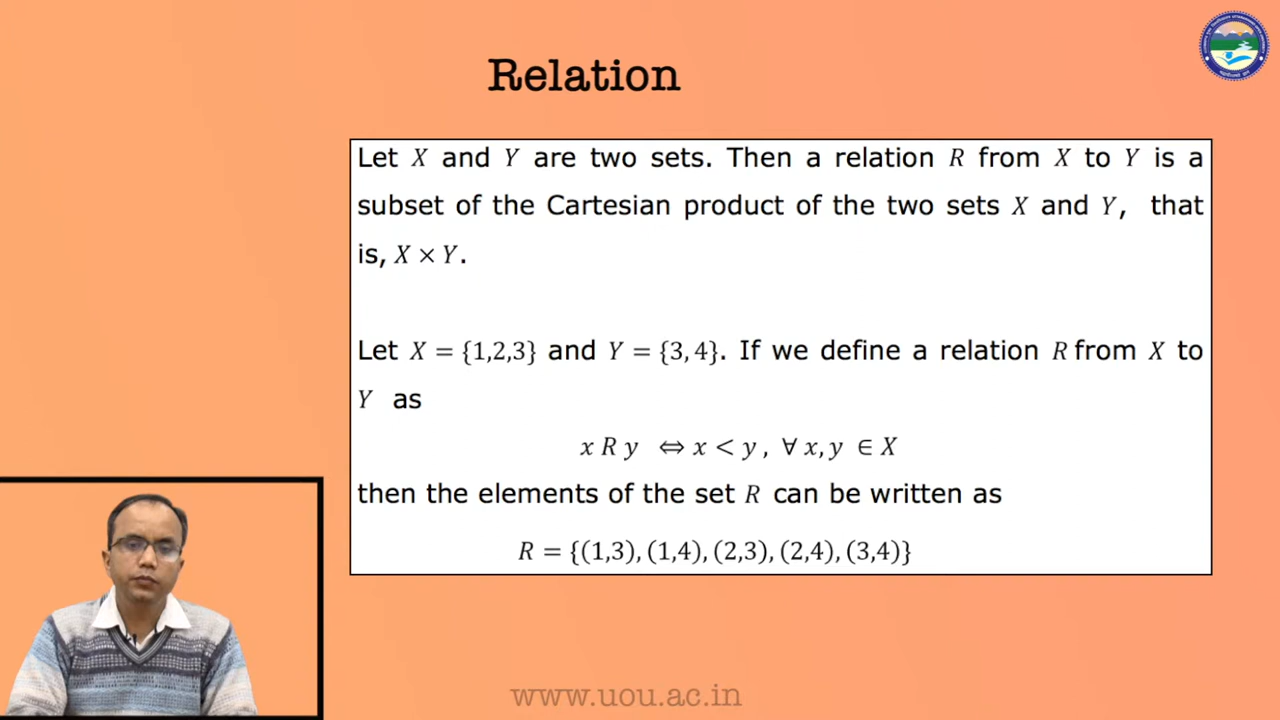 Relation
Let X and Y are two sets. Then a relation R from X to Y is a
subset of the Cartesian product of the two sets X and Y, that
is, X × Y.
Let X = {1,2,3} and Y = {3, 4}. If we define a relation R from X to
Y as
x R y ⇔ x < y, ∀ x, y ∈ X
then the elements of the set R can be written as
R = {(1,3), (1,4), (2,3), (2,4), (3,4)}
www.uou.ac.in